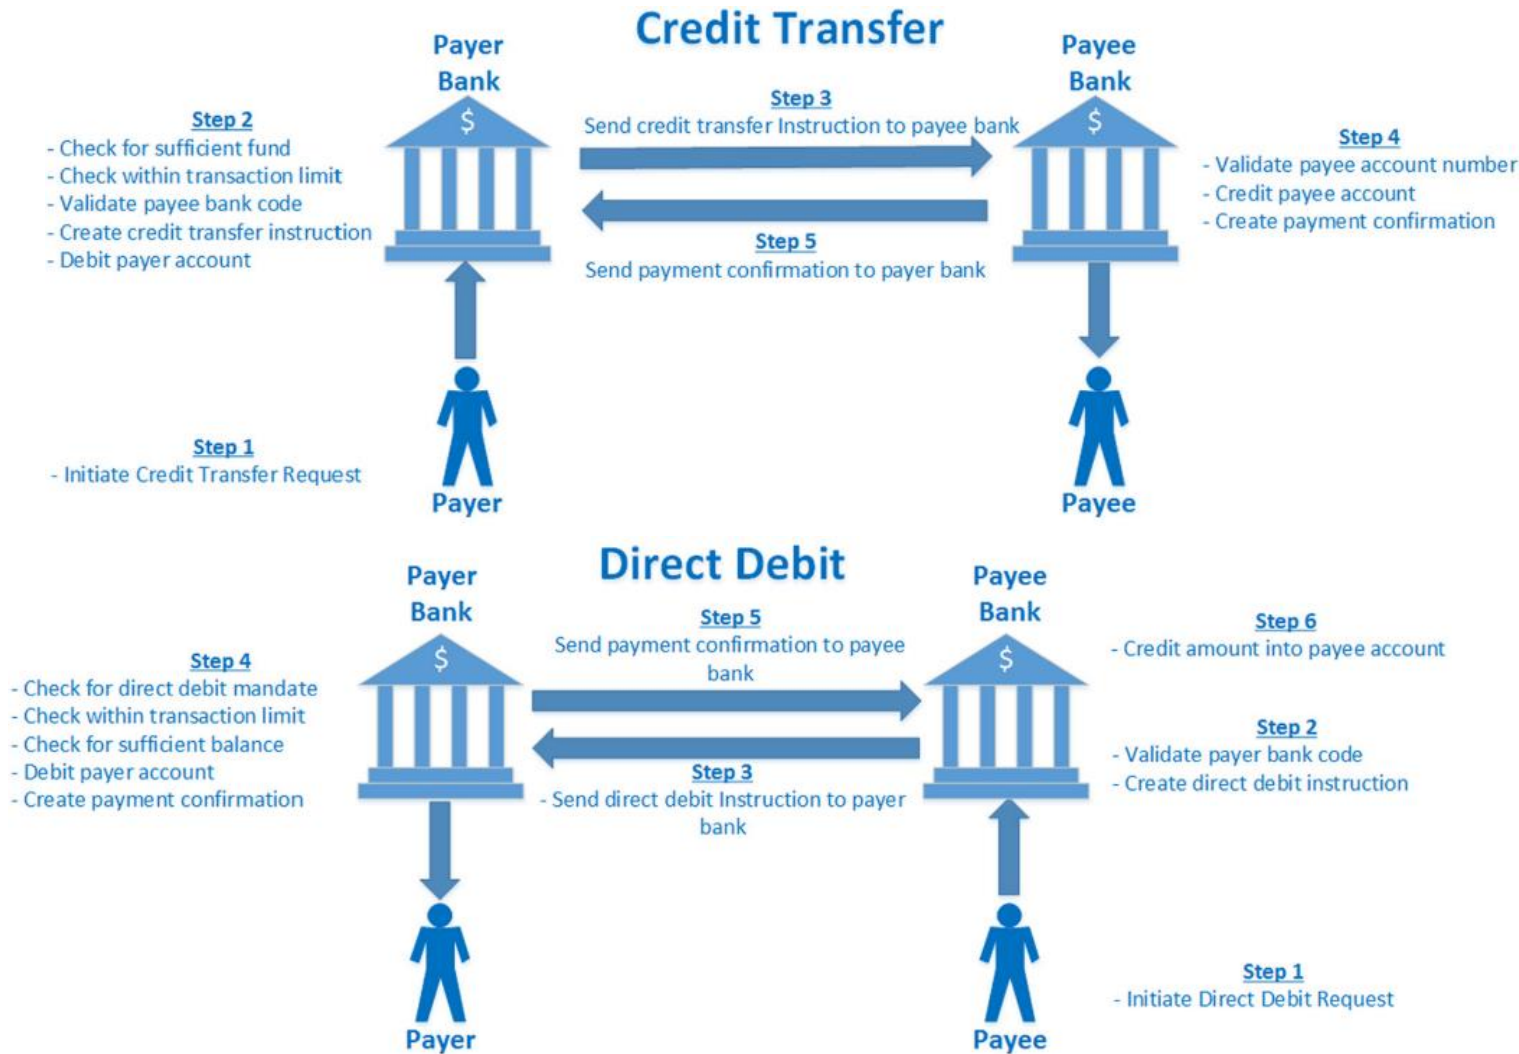 Credit Transfer
Payer
Bank
$
Payee
Bank
$
Step 2
- Check for sufficient fund
- Check within transaction limit
- Validate payee bank code
- Create credit transfer instruction
- Debit payer account
Step 3
Send credit transfer Instruction to payee bank
Step 5
Send payment confirmation to payer bank
Step 4
- Validate payee account number
- Credit payee account
- Create payment confirmation
Step 1
- Initiate Credit Transfer Request
Payer
Payee
Direct Debit
Payer
Bank
$
Payee
Bank
$
Step 5
Send payment confirmation to payee
bank
Step 6
- Credit amount into payee account
Step 4
- Check for direct debit mandate
- Check within transaction limit
- Check for sufficient balance
- Debit payer account
- Create payment confirmation
Step 3
- Send direct debit Instruction to payer
bank
Step 2
- Validate payer bank code
- Create direct debit instruction
Step 1
- Initiate Direct Debit Request
Payer
Payee